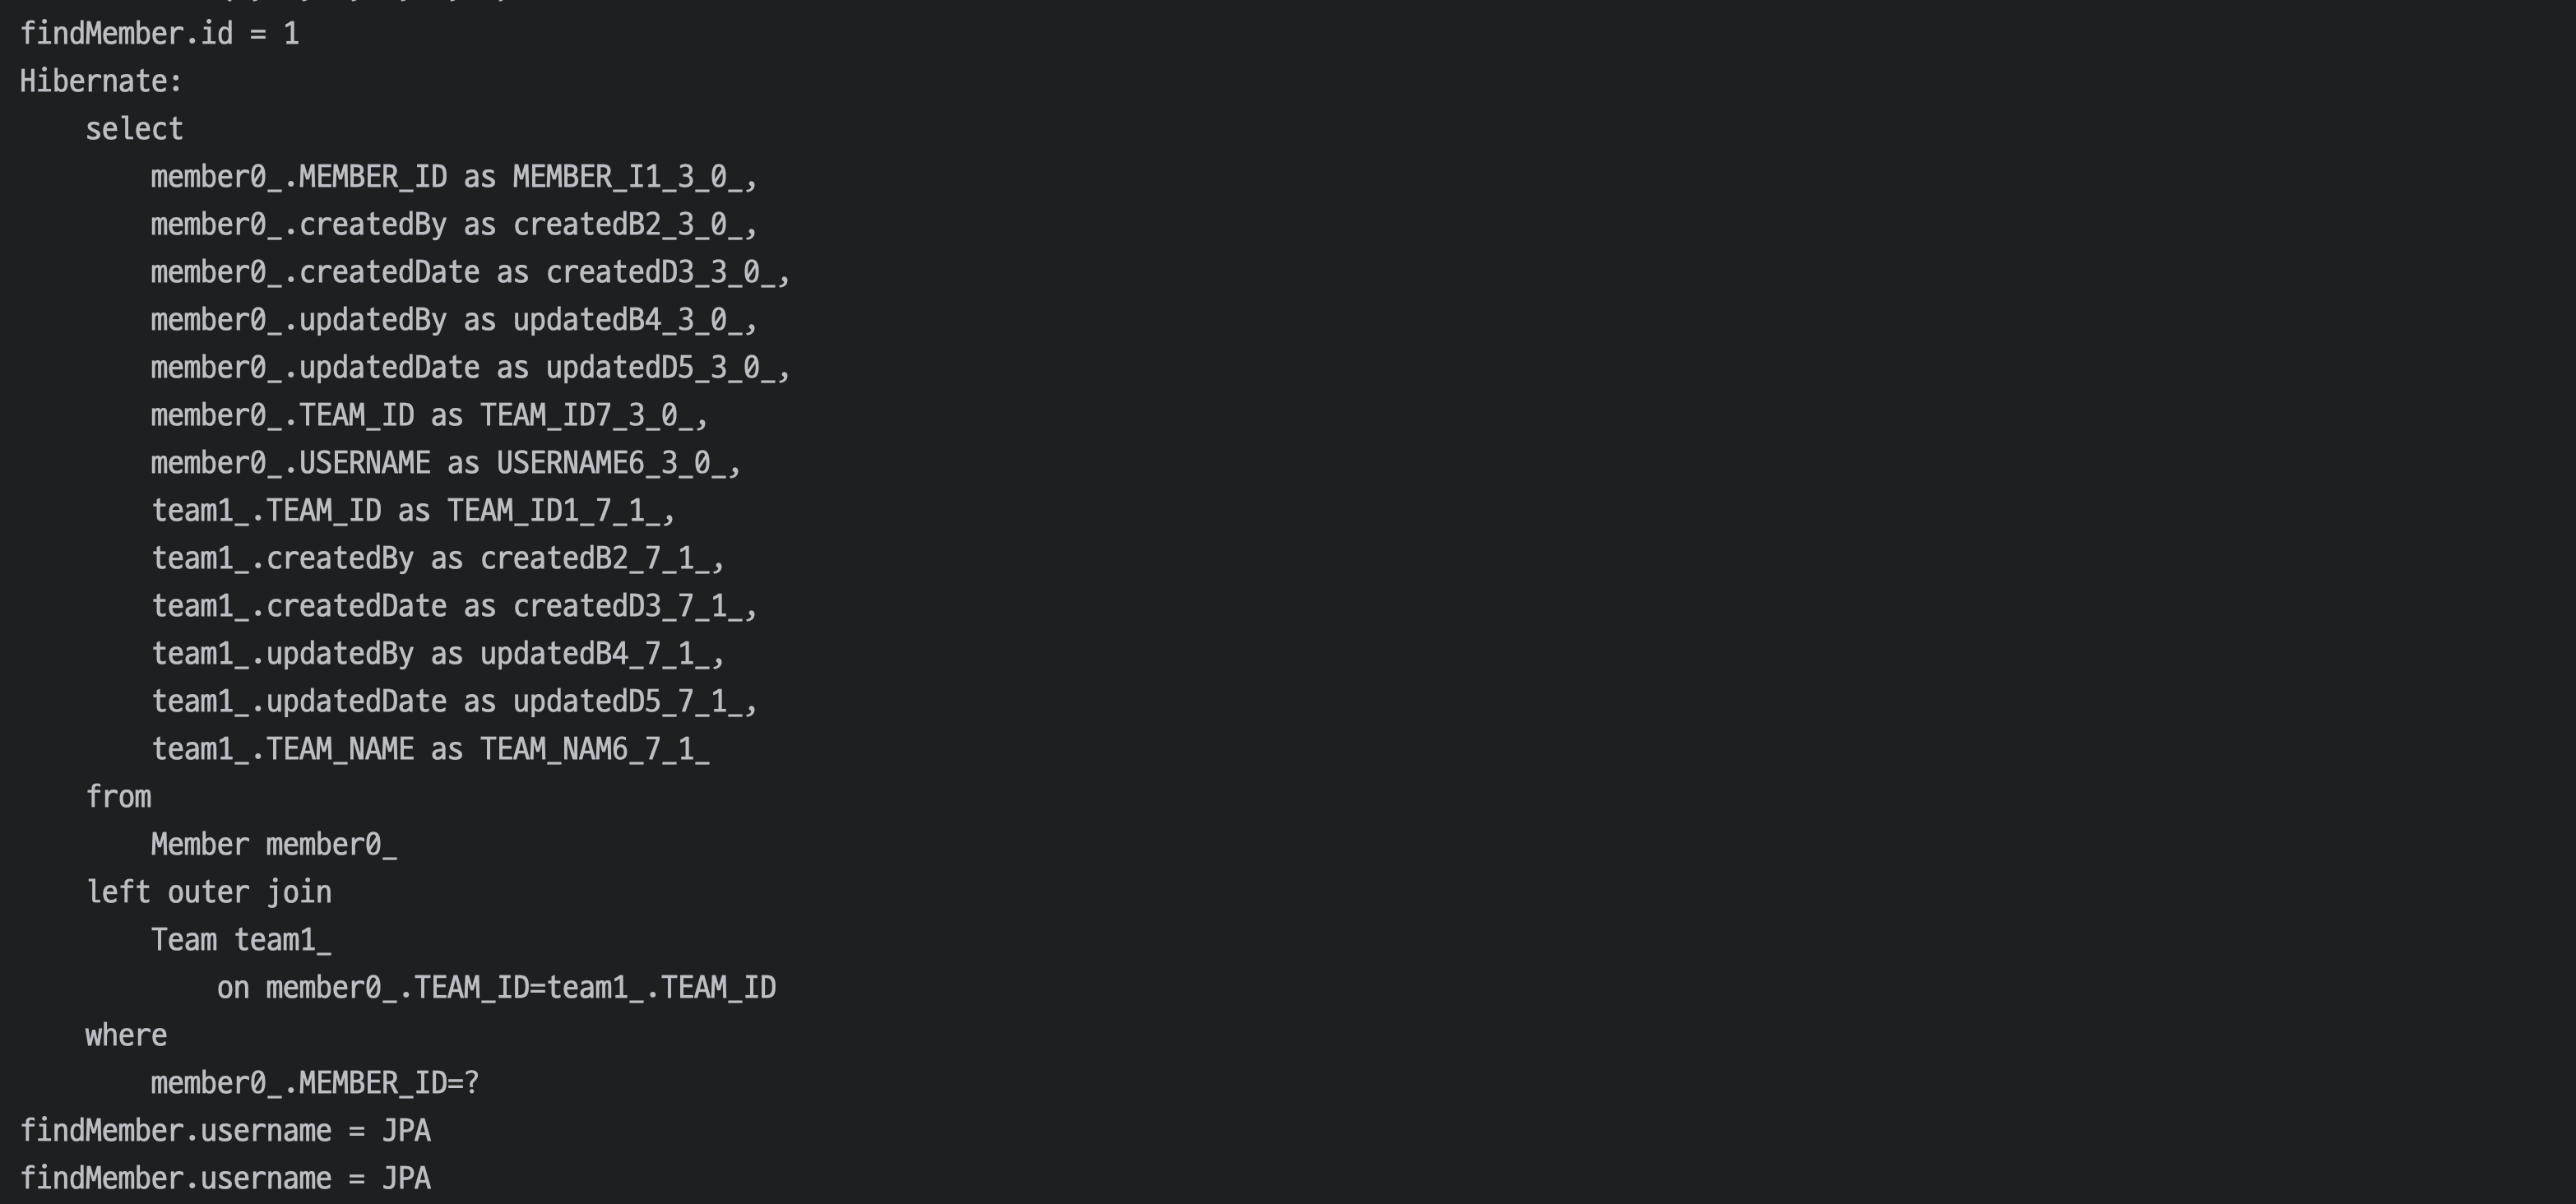 findMember.id = 1
Hibernate:
    select
        member0_.MEMBER_ID as MEMBER_I1_3_0_,
        member0_.createdBy as createdB2_3_0_,
        member0_.createdDate as createdD3_3_0_,
        member0_.updatedBy as updatedB4_3_0_,
        member0_.updatedDate as updatedD5_3_0_,
        member0_.TEAM_ID as TEAM_ID7_3_0_,
        member0_.USERNAME as USERNAME6_3_0_,
        team1_.TEAM_ID as TEAM_ID1_7_1_,
        team1_.createdBy as createdB2_7_1_,
        team1_.createdDate as createdD3_7_1_,
        team1_.updatedBy as updatedB4_7_1_,
        team1_.updatedDate as updatedD5_7_1_,
        team1_.TEAM_NAME as TEAM_NAM6_7_1_
    from
        Member member0_
    left outer join
        Team team1_
            on member0_.TEAM_ID=team1_.TEAM_ID
    where
        member0_.MEMBER_ID=?
findMember.username = JPA
findMember.username = JPA